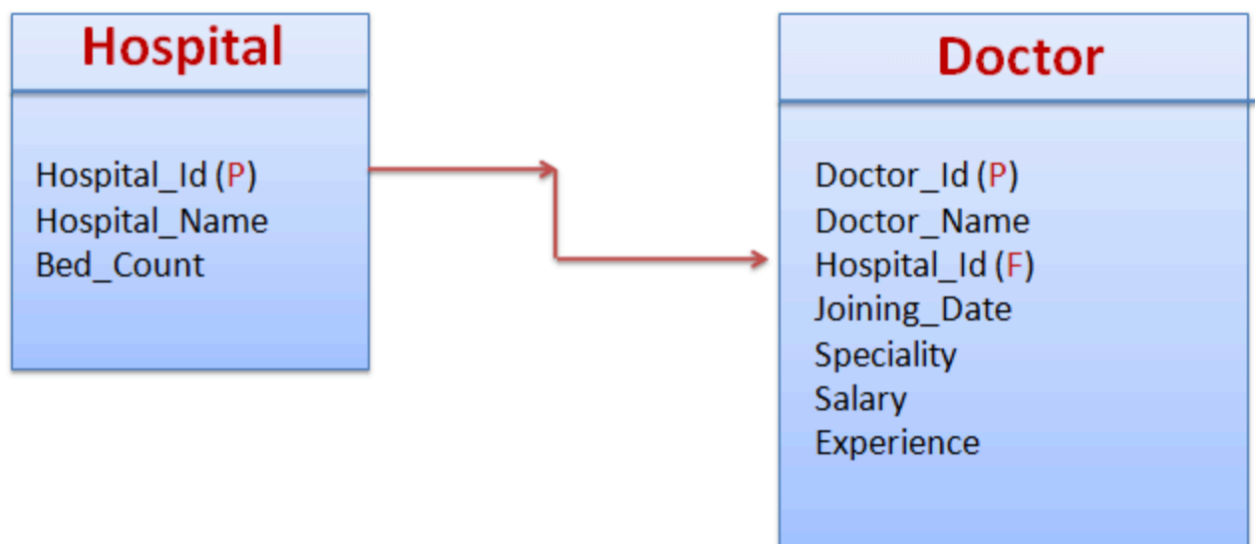 Hospital
Hospital_Id (P)
Hospital_Name
Bed_Count
Doctor
Doctor_Id (P)
Doctor_Name
Hospital_Id (F)
Joining_Date
Speciality
Salary
Experience